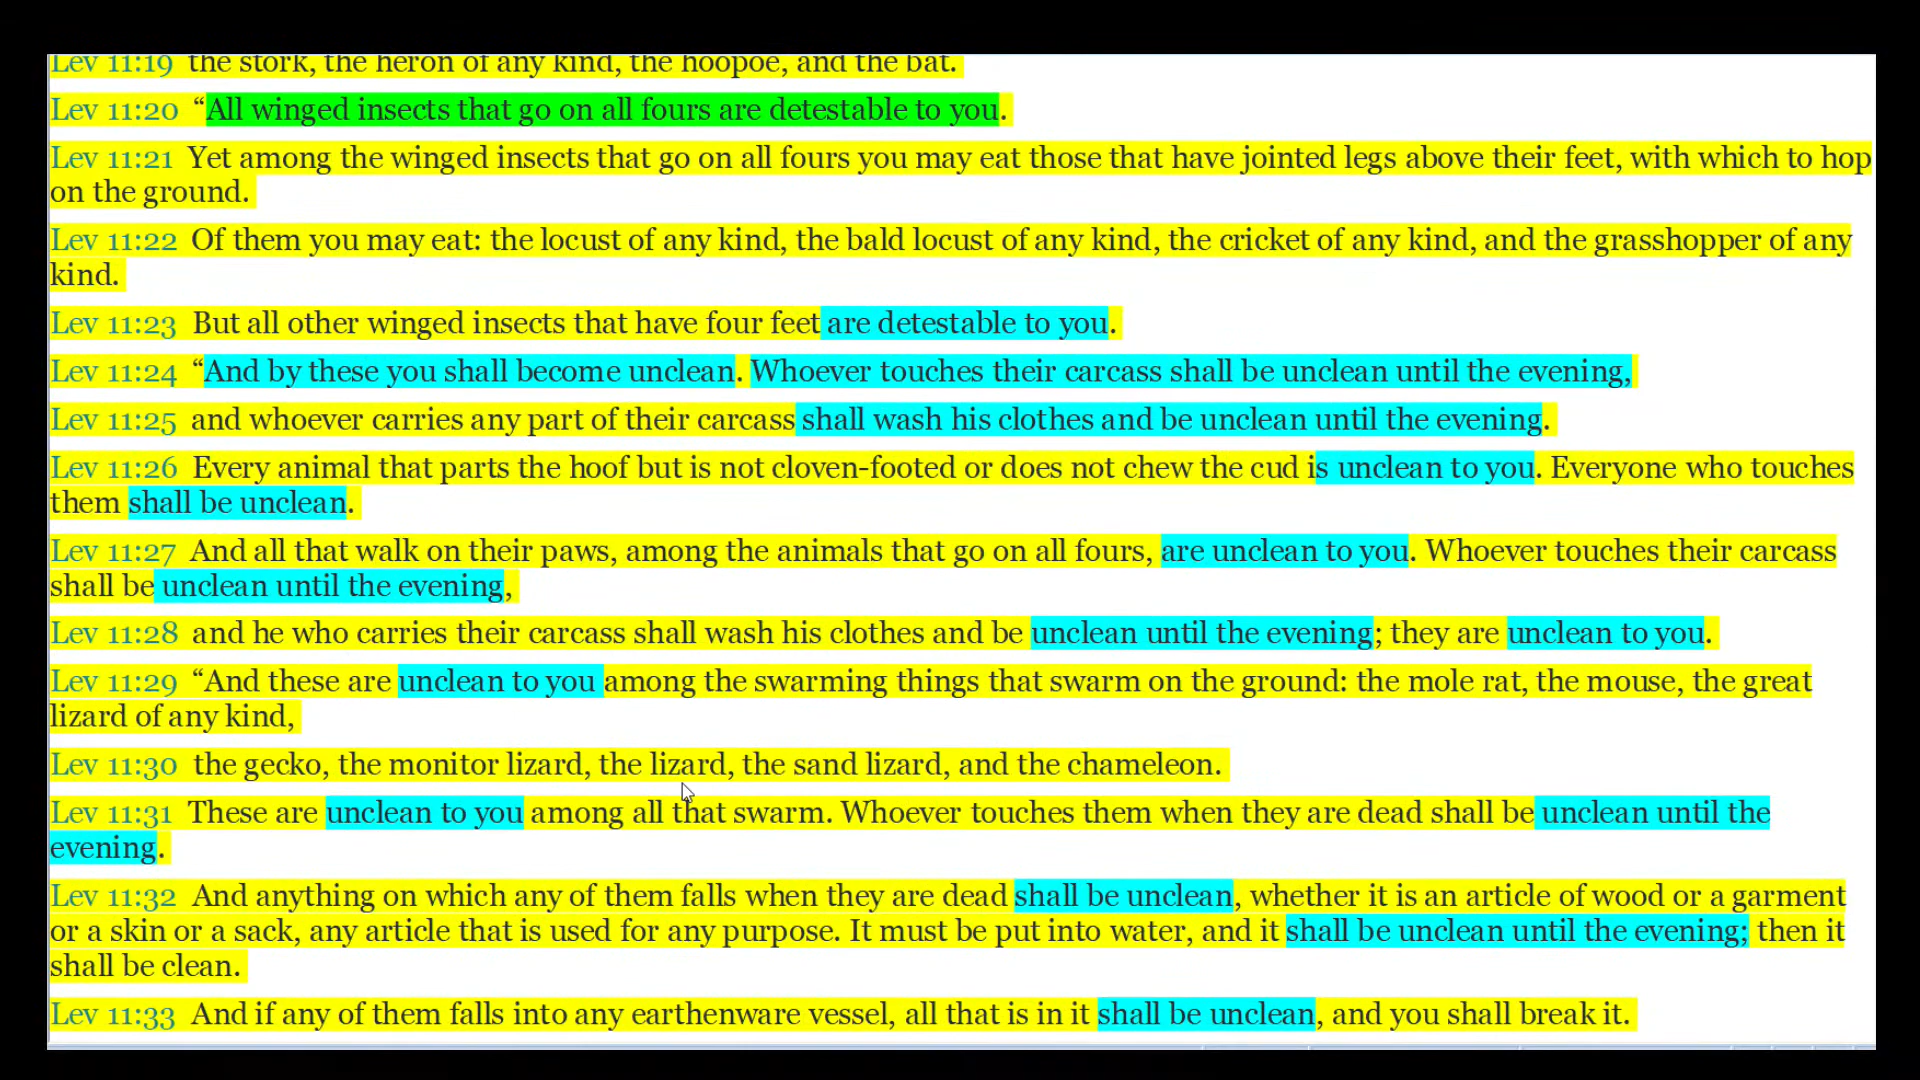 Lev 11:19 the stork, the heron of any kind, the hoopoe, and the bat.
Lev 11:20 “All winged insects that go on all fours are detestable to you.
Lev 11:21 Yet among the winged insects that go on all fours you may eat those that have jointed legs above their feet, with which to hop
on the ground.
Lev 11:22 Of them you may eat: the locust of any kind, the bald locust of any kind, the cricket of any kind, and the grasshopper of any
kind.
Lev 11:23 But all other winged insects that have four feet are detestable to you.
Lev 11:24 “And by these you shall become unclean. Whoever touches their carcass shall be unclean until the evening,
Lev 11:25 and whoever carries any part of their carcass shall wash his clothes and be unclean until the evening.
Lev 11:26 Every animal that parts the hoof but is not cloven-footed or does not chew the cud is unclean to you. Everyone who touches
them shall be unclean.
Lev 11:27 And all that walk on their paws, among the animals that go on all fours, are unclean to you. Whoever touches their carcass
shall be unclean until the evening,
Lev 11:28 and he who carries their carcass shall wash his clothes and be unclean until the evening; they are unclean to you.
Lev 11:29 “And these are unclean to you among the swarming things that swarm on the ground: the mole rat, the mouse, the great
lizard of any kind,
Lev 11:30 the gecko, the monitor lizard, the lizard, the sand lizard, and the chameleon.
Lev 11:31 These are unclean to you among all that swarm. Whoever touches them when they are dead shall be unclean until the
evening.
Lev 11:32 And anything on which any of them falls when they are dead shall be unclean, whether it is an article of wood or a garment
or a skin or a sack, any article that is used for any purpose. It must be put into water, and it shall be unclean until the evening; then it
shall be clean.
Lev 11:33 And if any of them falls into any earthenware vessel, all that is in it shall be unclean, and you shall break it.